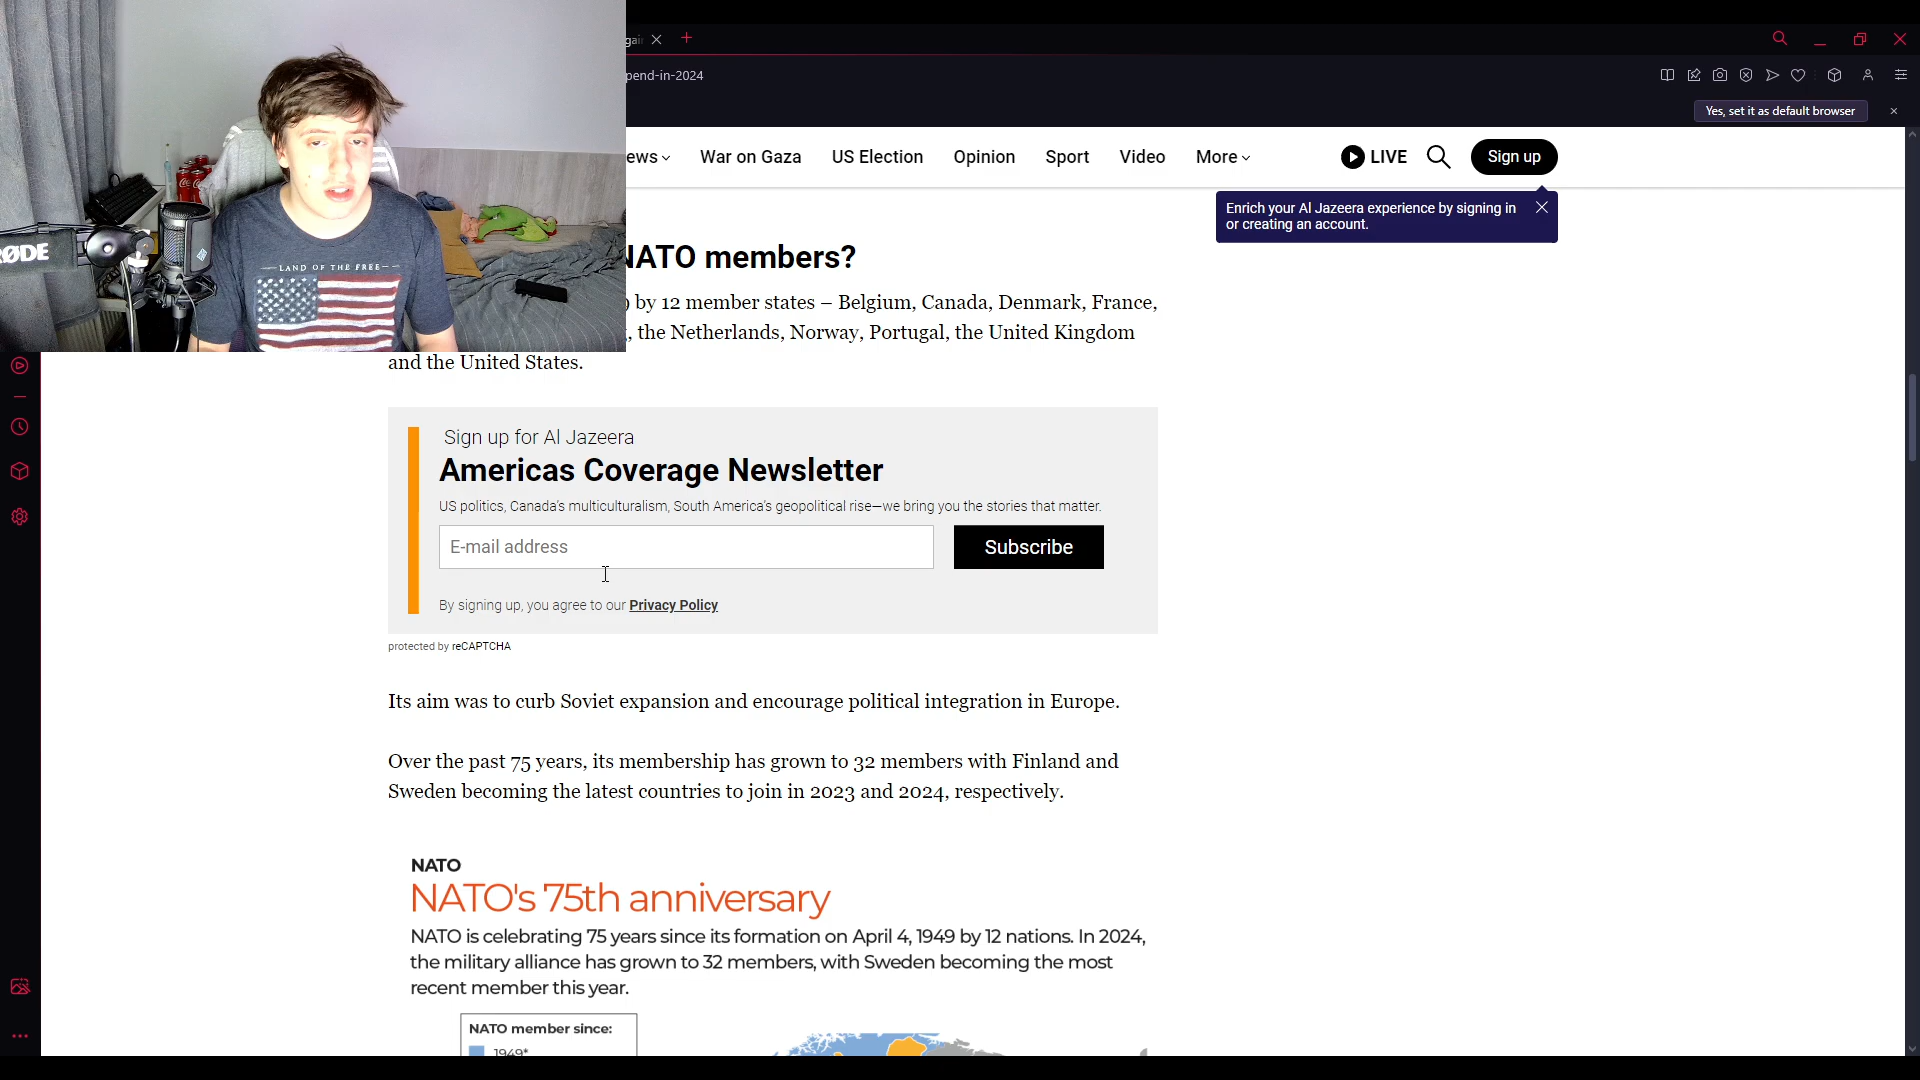 pend-in-2024
Yes, set it as default browser
ews
War on Gaza
US Election
Opinion
Sport
Video
More
LIVE
Sign up
Enrich your Al Jazeera experience by signing in
or creating an account.
RØDE
LAND OF THE FREE
NATO members?
by 12 member states – Belgium, Canada, Denmark, France,
, the Netherlands, Norway, Portugal, the United Kingdom
and the United States.
Sign up for Al Jazeera
Americas Coverage Newsletter
US politics, Canada's multiculturalism, South America's geopolitical rise—we bring you the stories that matter.
E-mail address
Subscribe
By signing up, you agree to our Privacy Policy
protected by reCAPTCHA
Its aim was to curb Soviet expansion and encourage political integration in Europe.
Over the past 75 years, its membership has grown to 32 members with Finland and
Sweden becoming the latest countries to join in 2023 and 2024, respectively.
NATO
NATO's 75th anniversary
NATO is celebrating 75 years since its formation on April 4, 1949 by 12 nations. In 2024,
the military alliance has grown to 32 members, with Sweden becoming the most
recent member this year.
NATO member since:
1949*